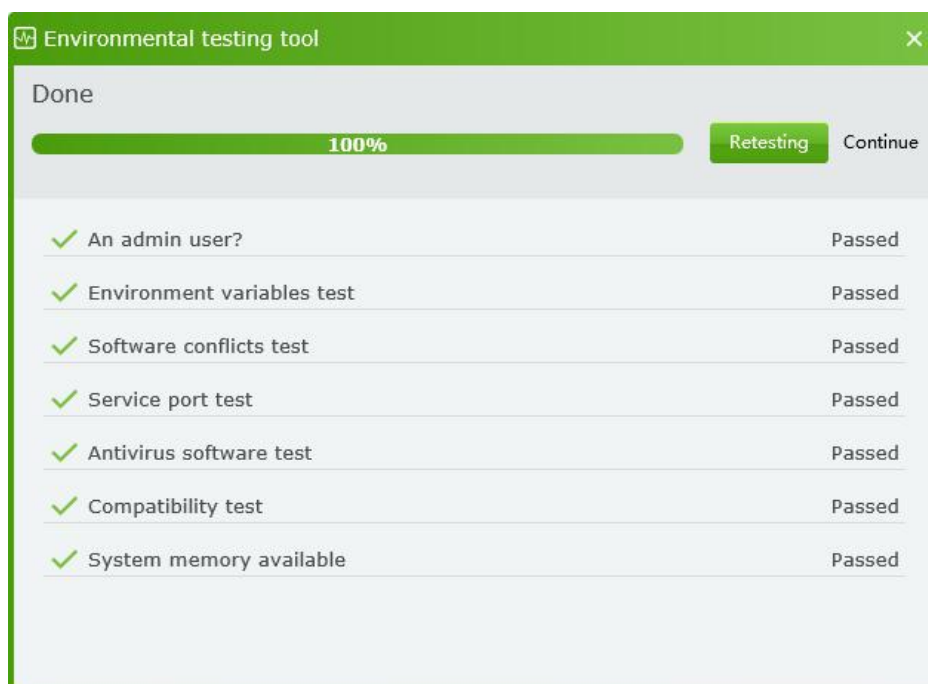 Environmental testing tool
Done
100% Retesting Continue
An admin user? Passed
Environment variables test Passed
Software conflicts test Passed
Service port test Passed
Antivirus software test Passed
Compatibility test Passed
System memory available Passed